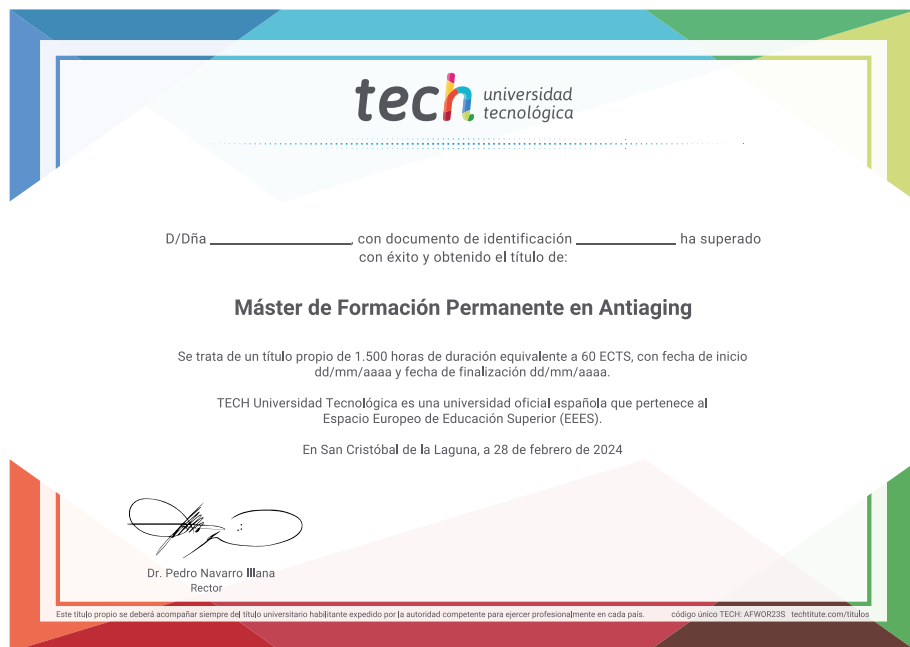 tech universidad
tecnológica
D/Dña ____________________, con documento de identificación ______________ ha superado
con éxito y obtenido el título de:
Máster de Formación Permanente en Antiaging
Se trata de un título propio de 1.500 horas de duración equivalente a 60 ECTS, con fecha de inicio
dd/mm/aaaa y fecha de finalización dd/mm/aaaa.
TECH Universidad Tecnológica es una universidad oficial española que pertenece al
Espacio Europeo de Educación Superior (EEES).
En San Cristóbal de la Laguna, a 28 de febrero de 2024
Dr. Pedro Navarro Illana
Rector
Este título propio se deberá acompañar siempre del título universitario habilitante expedido por la autoridad competente para ejercer profesionalmente en cada país. código único TECH: AFWOR23S techtitute.com/titulos